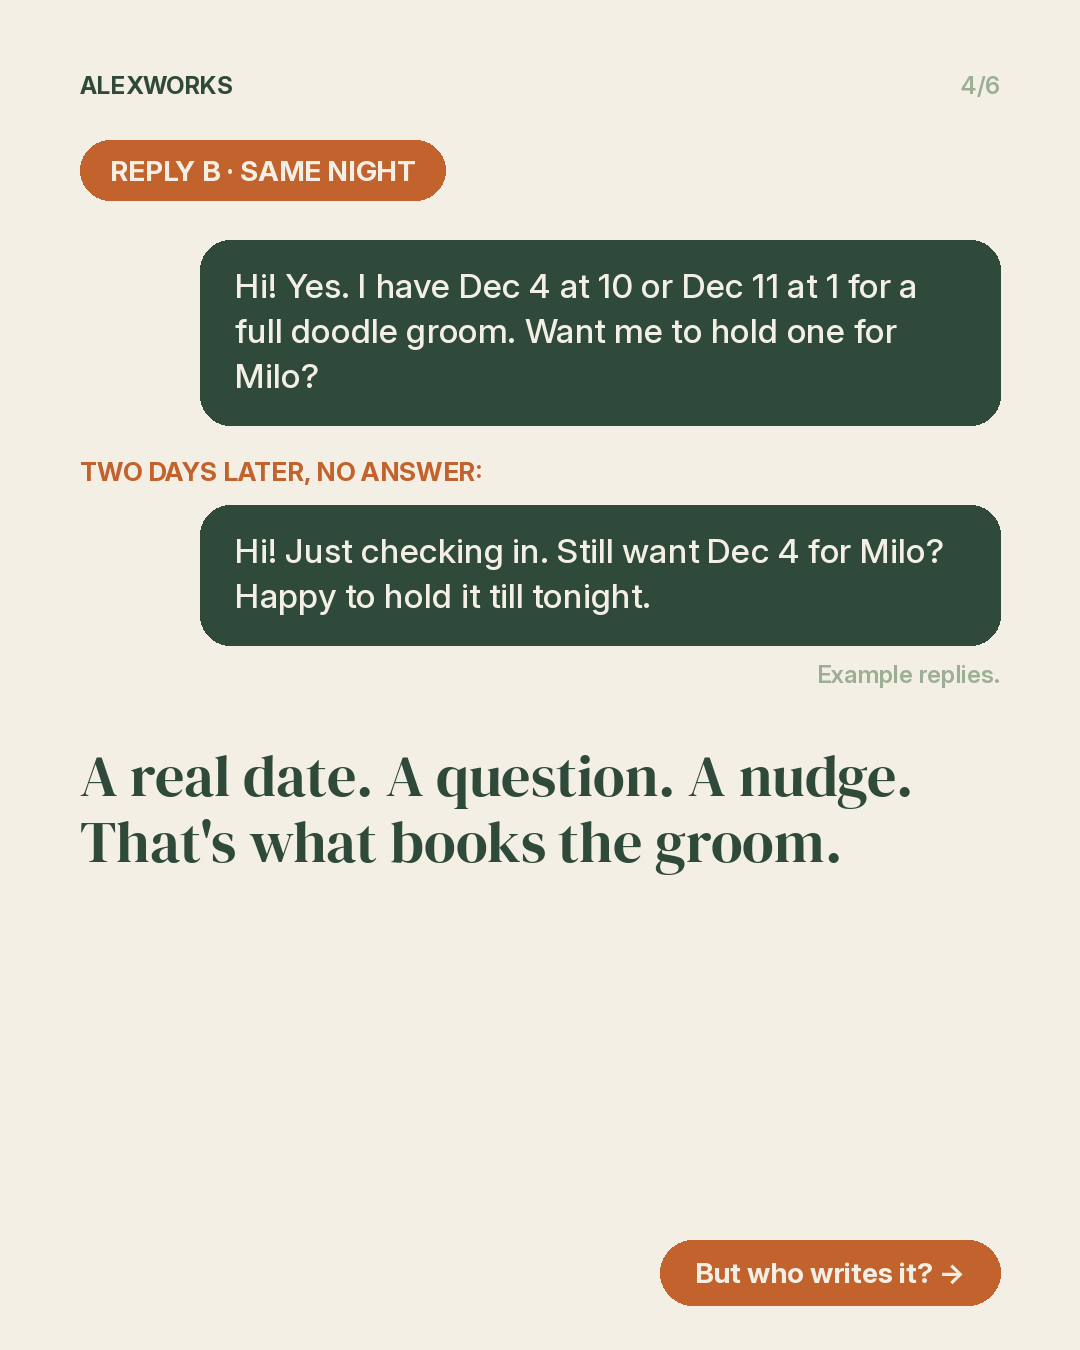 ALEXWORKS
4/6
REPLY B · SAME NIGHT
Hi! Yes. I have Dec 4 at 10 or Dec 11 at 1 for a
full doodle groom. Want me to hold one for
Milo?
TWO DAYS LATER, NO ANSWER:
Hi! Just checking in. Still want Dec 4 for Milo?
Happy to hold it till tonight.
Example replies.
A real date. A question. A nudge.
That's what books the groom.
But who writes it? →